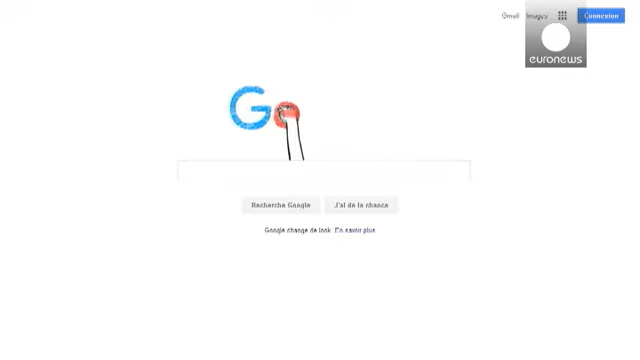 Gmail Images Connexion
euronews
Go
Recherche Google J'ai de la chance
Google change de look. En savoir plus